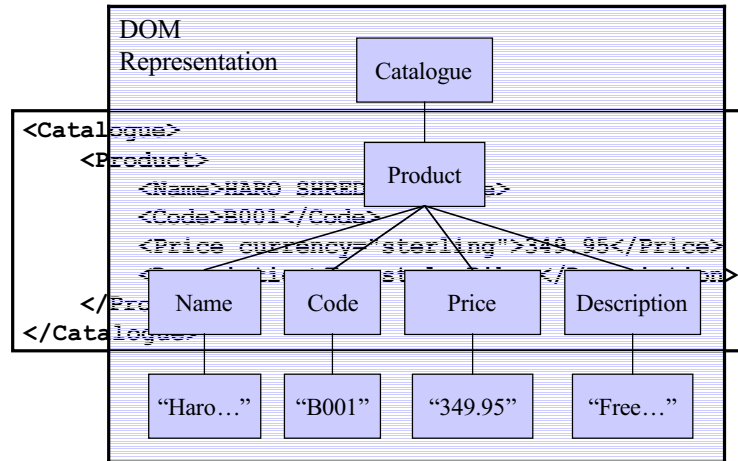 DOM
Representation
Catalogue
<Catalogue>
<Product>
Product
<Name>HARO SHRED
<Code>B001</Code>
<Price currency="sterling">349.95</Price>
Name
Code
Price
Description
</Catalogue>
“Haro…”
“B001”
“349.95”
“Free…”